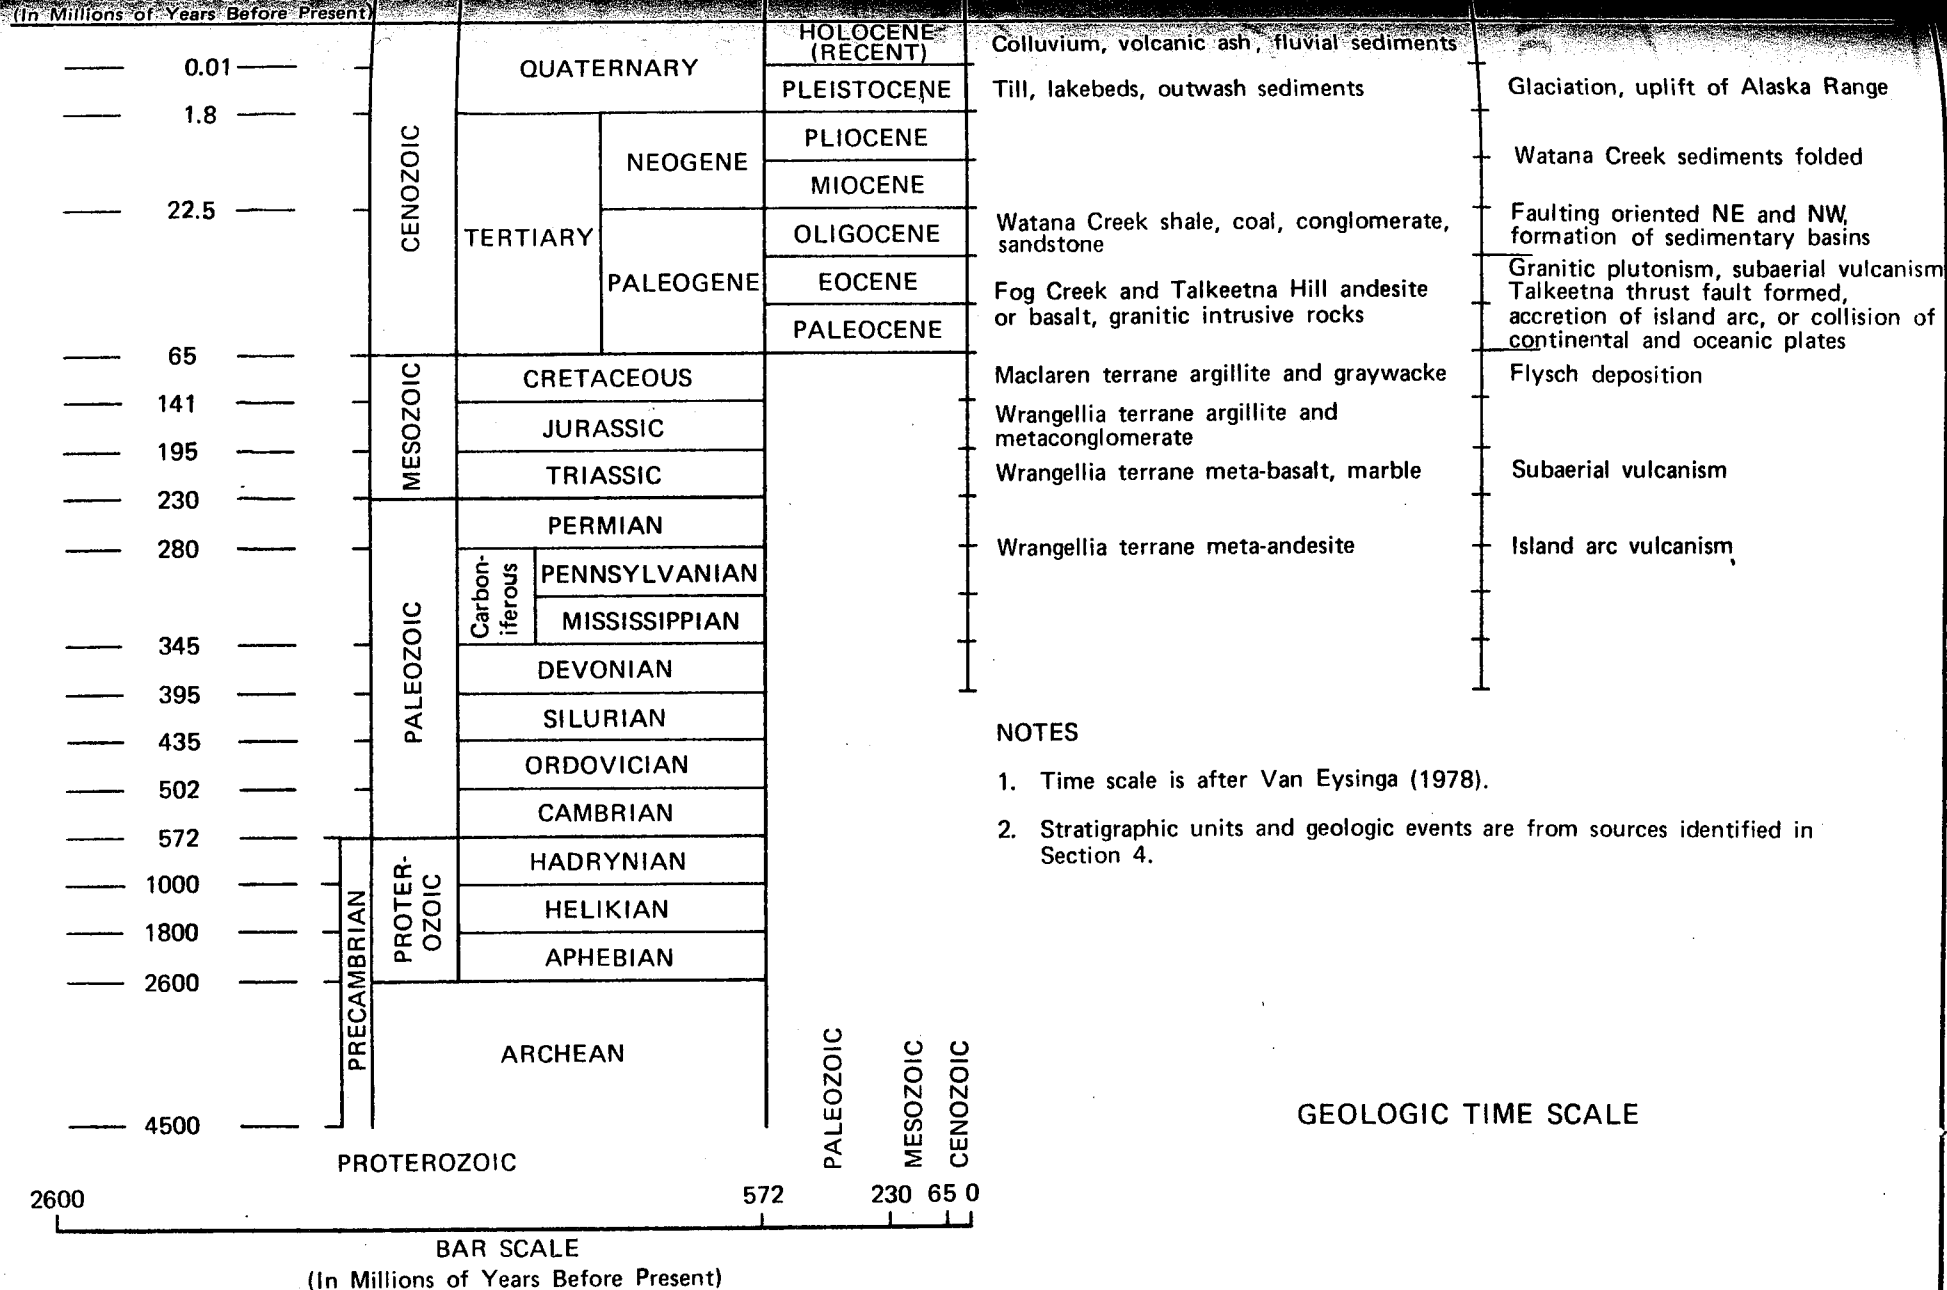 (In Millions of Years Before Present)
HOLOCENE
(RECENT)
Colluvium, volcanic ash, fluvial sediments
0.01
QUATERNARY
PLEISTOCENE
Till, lakebeds, outwash sediments
Glaciation, uplift of Alaska Range
1.8
CENOZOIC
TERTIARY
NEOGENE
PLIOCENE
Watana Creek sediments folded
MIOCENE
22.5
PALEOGENE
OLIGOCENE
Watana Creek shale, coal, conglomerate,
sandstone
Faulting oriented NE and NW,
formation of sedimentary basins
EOCENE
Fog Creek and Talkeetna Hill andesite
or basalt, granitic intrusive rocks
Granitic plutonism, subaerial vulcanism
Talkeetna thrust fault formed,
accretion of island arc, or collision of
continental and oceanic plates
PALEOCENE
65
MESOZOIC
CRETACEOUS
Maclaren terrane argillite and graywacke
Flysch deposition
141
JURASSIC
Wrangellia terrane argillite and
metaconglomerate
195
TRIASSIC
Wrangellia terrane meta-basalt, marble
Subaerial vulcanism
230
PALEOZOIC
PERMIAN
280
Wrangellia terrane meta-andesite
Island arc vulcanism
Carbon-
iferous
PENNSYLVANIAN
MISSISSIPPIAN
345
DEVONIAN
395
SILURIAN
435
ORDOVICIAN
502
CAMBRIAN
572
PRECAMBRIAN
PROTER-
OZOIC
HADRYNIAN
1000
HELIKIAN
1800
APHEBIAN
2600
ARCHEAN
4500
NOTES
1. Time scale is after Van Eysinga (1978).
2. Stratigraphic units and geologic events are from sources identified in
Section 4.
GEOLOGIC TIME SCALE
PROTEROZOIC
PALEOZOIC
MESOZOIC
CENOZOIC
2600
572
230
65
0
BAR SCALE
(In Millions of Years Before Present)